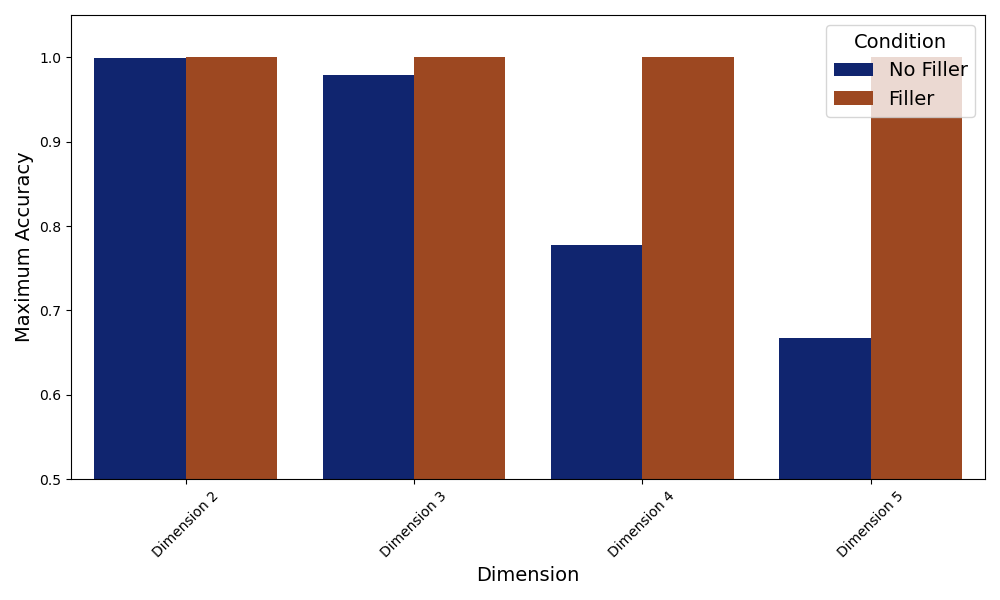 Condition
No Filler
Filler
Maximum Accuracy
1.0
0.9
0.8
0.7
0.6
0.5
Dimension 2
Dimension 3
Dimension 4
Dimension 5
Dimension